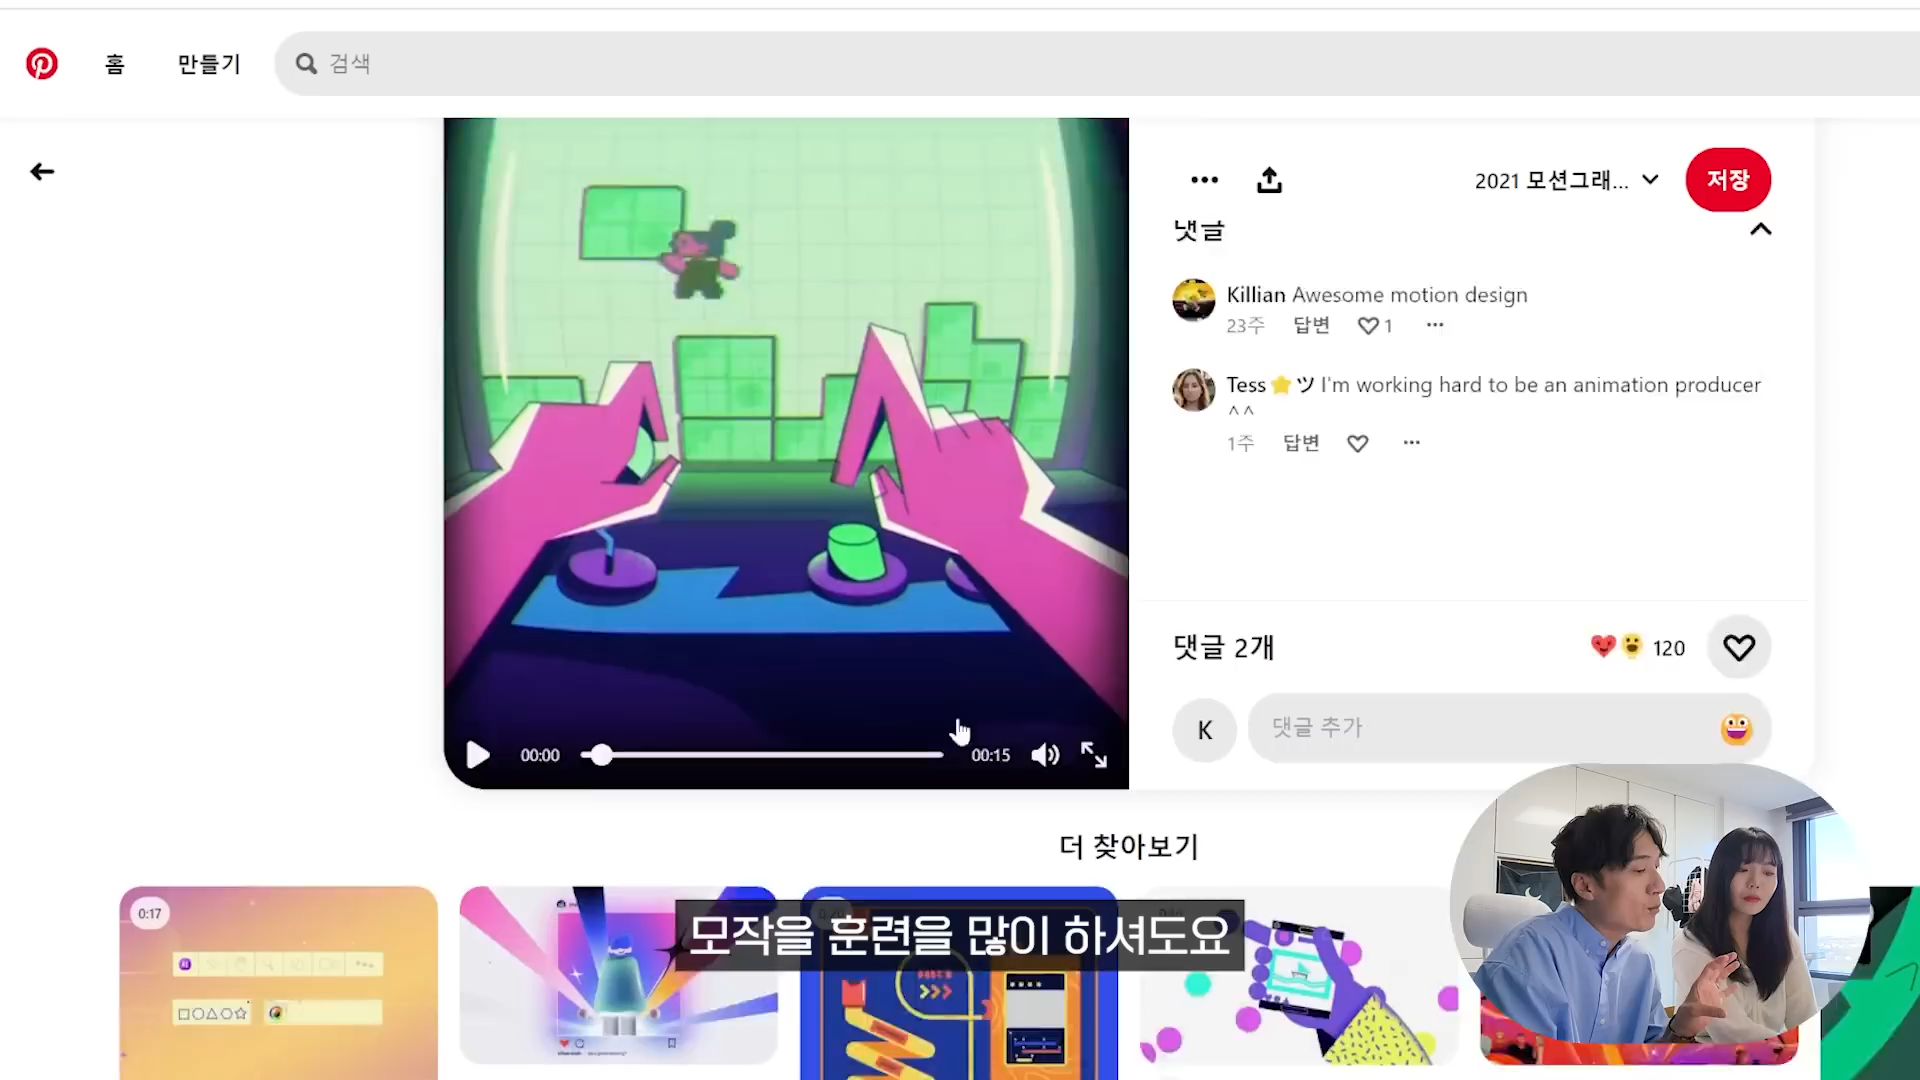 홈
만들기
검색
2021 모션그래...
저장
댓글
Killian Awesome motion design
23주
답변
1
Tess⭐ツ I'm working hard to be an animation producer
^^
1주
답변
댓글 2개
120
K
댓글 추가
00:00
00:15
더 찾아보기
0:17
모작을 훈련을 많이 하셔도요